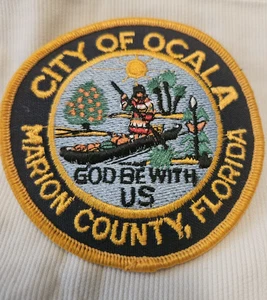 CITY OF OCALA
GOD BE WITH
US
MARION COUNTY, FLORIDA